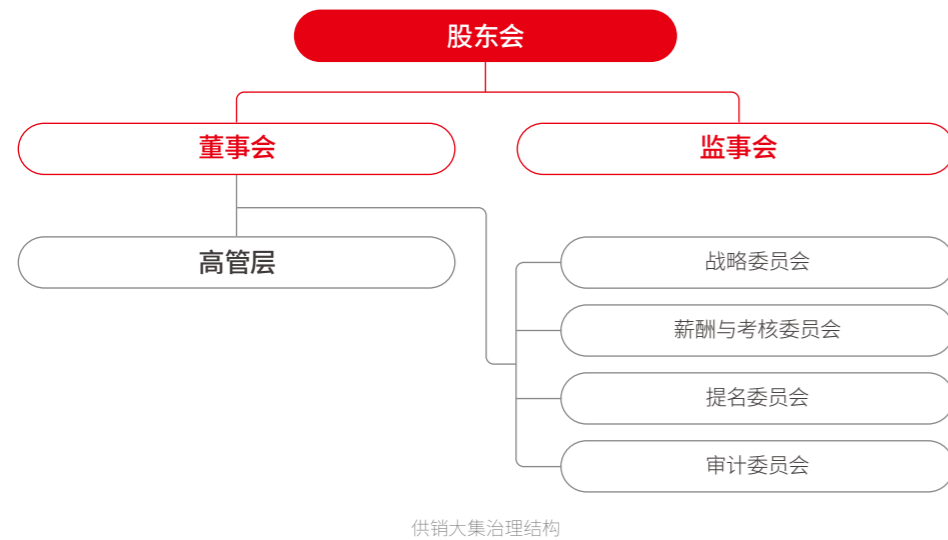 股东会
董事会
监事会
高管层
战略委员会
薪酬与考核委员会
提名委员会
审计委员会
供销大集治理结构